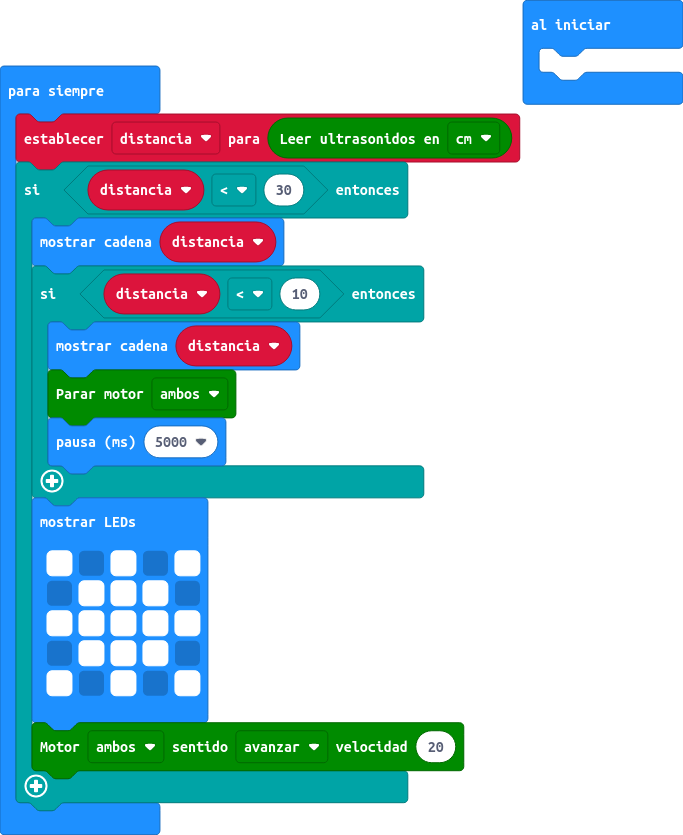 al iniciar
para siempre
establecer distancia para Leer ultrasonidos en cm
si distancia < 30 entonces
mostrar cadena distancia
si distancia < 10 entonces
mostrar cadena distancia
Parar motor ambos
pausa (ms) 5000
mostrar LEDs
Motor ambos sentido avanzar velocidad 20